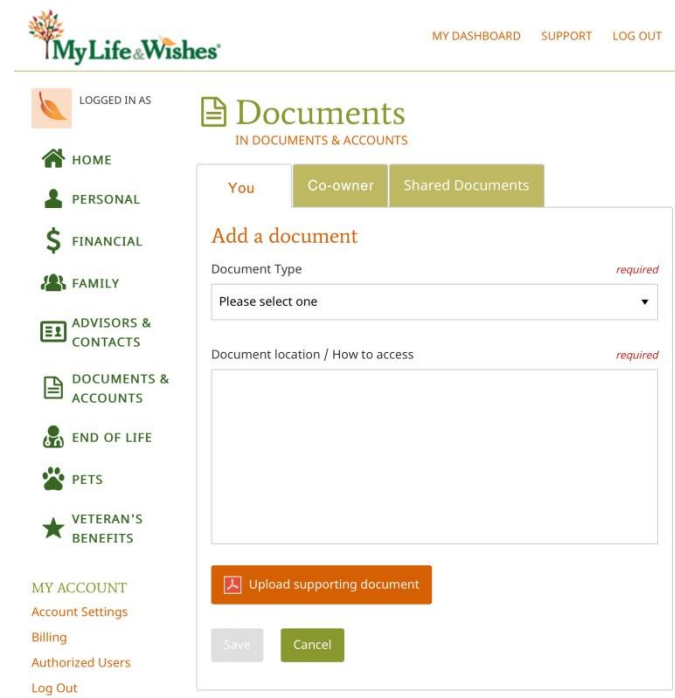 MyLife&Wishes®
MY DASHBOARD SUPPORT LOG OUT
LOGGED IN AS
HOME
PERSONAL
$ FINANCIAL
FAMILY
ADVISORS &
CONTACTS
DOCUMENTS &
ACCOUNTS
END OF LIFE
PETS
VETERAN'S
BENEFITS
MY ACCOUNT
Account Settings
Billing
Authorized Users
Log Out
Documents
IN DOCUMENTS & ACCOUNTS
You Co-owner Shared Documents
Add a document
Document Type required
Please select one
Document location / How to access required
Upload supporting document
Save Cancel